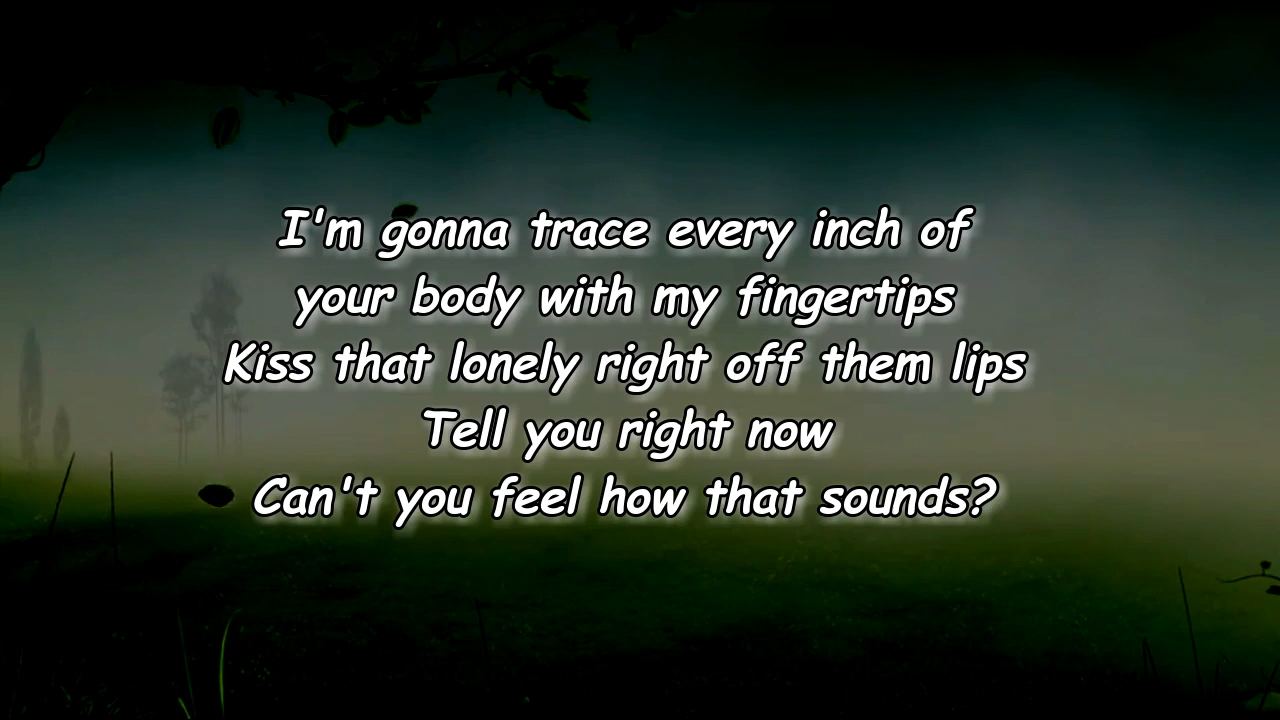 I'm gonna trace every inch of
your body with my fingertips
Kiss that lonely right off them lips
Tell you right now
Can't you feel how that sounds?